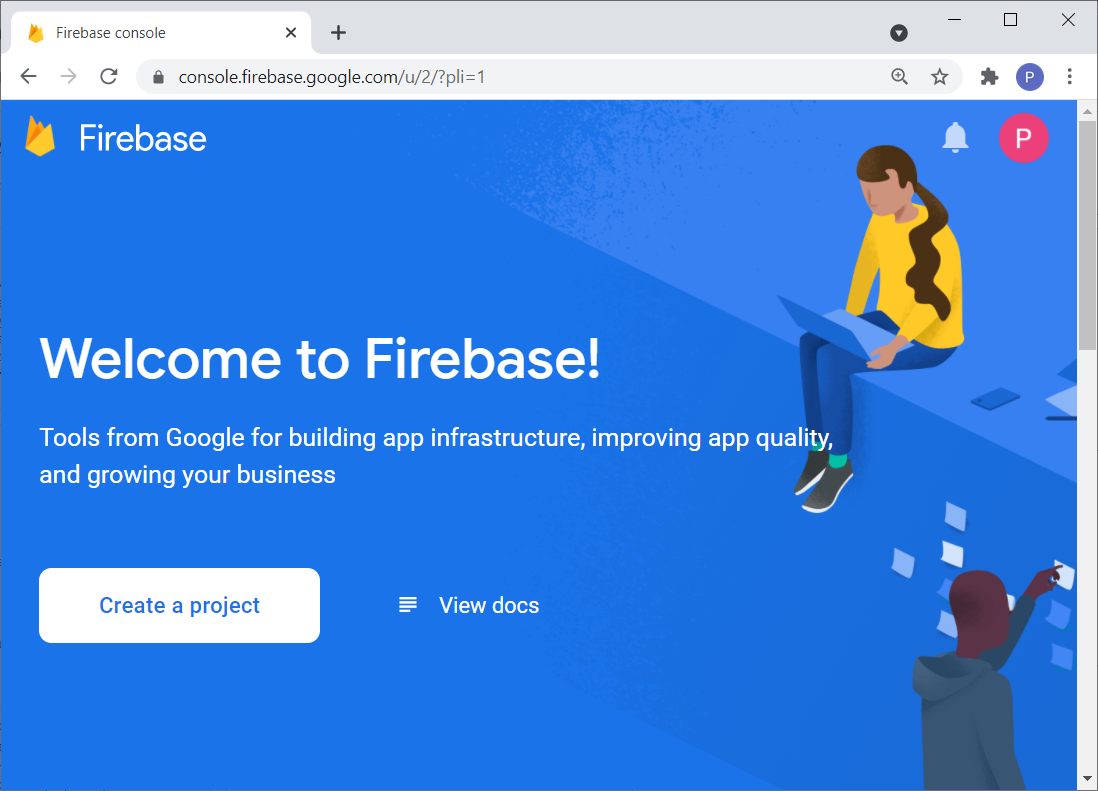 Firebase console
console.firebase.google.com/u/2/?pli=1
P
Firebase
P
Welcome to Firebase!
Tools from Google for building app infrastructure, improving app quality,
and growing your business
Create a project
View docs